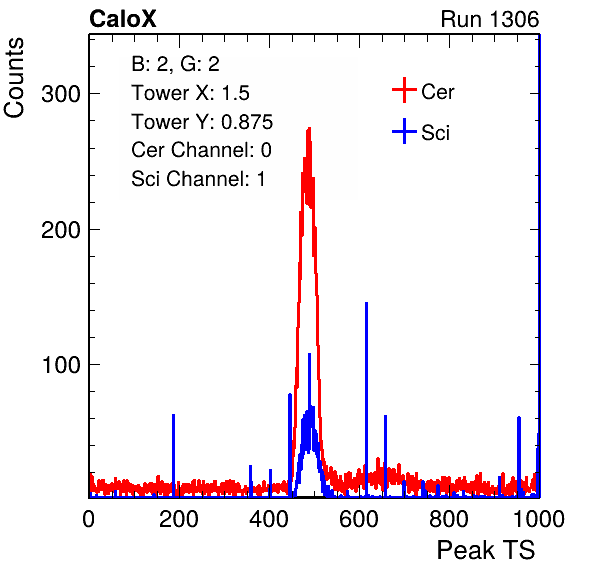 CaloX Run 1306
B: 2, G: 2
Tower X: 1.5
Tower Y: 0.875
Cer Channel: 0
Sci Channel: 1
Cer
Sci
Counts
300
200
100
0 200 400 600 800 1000
Peak TS